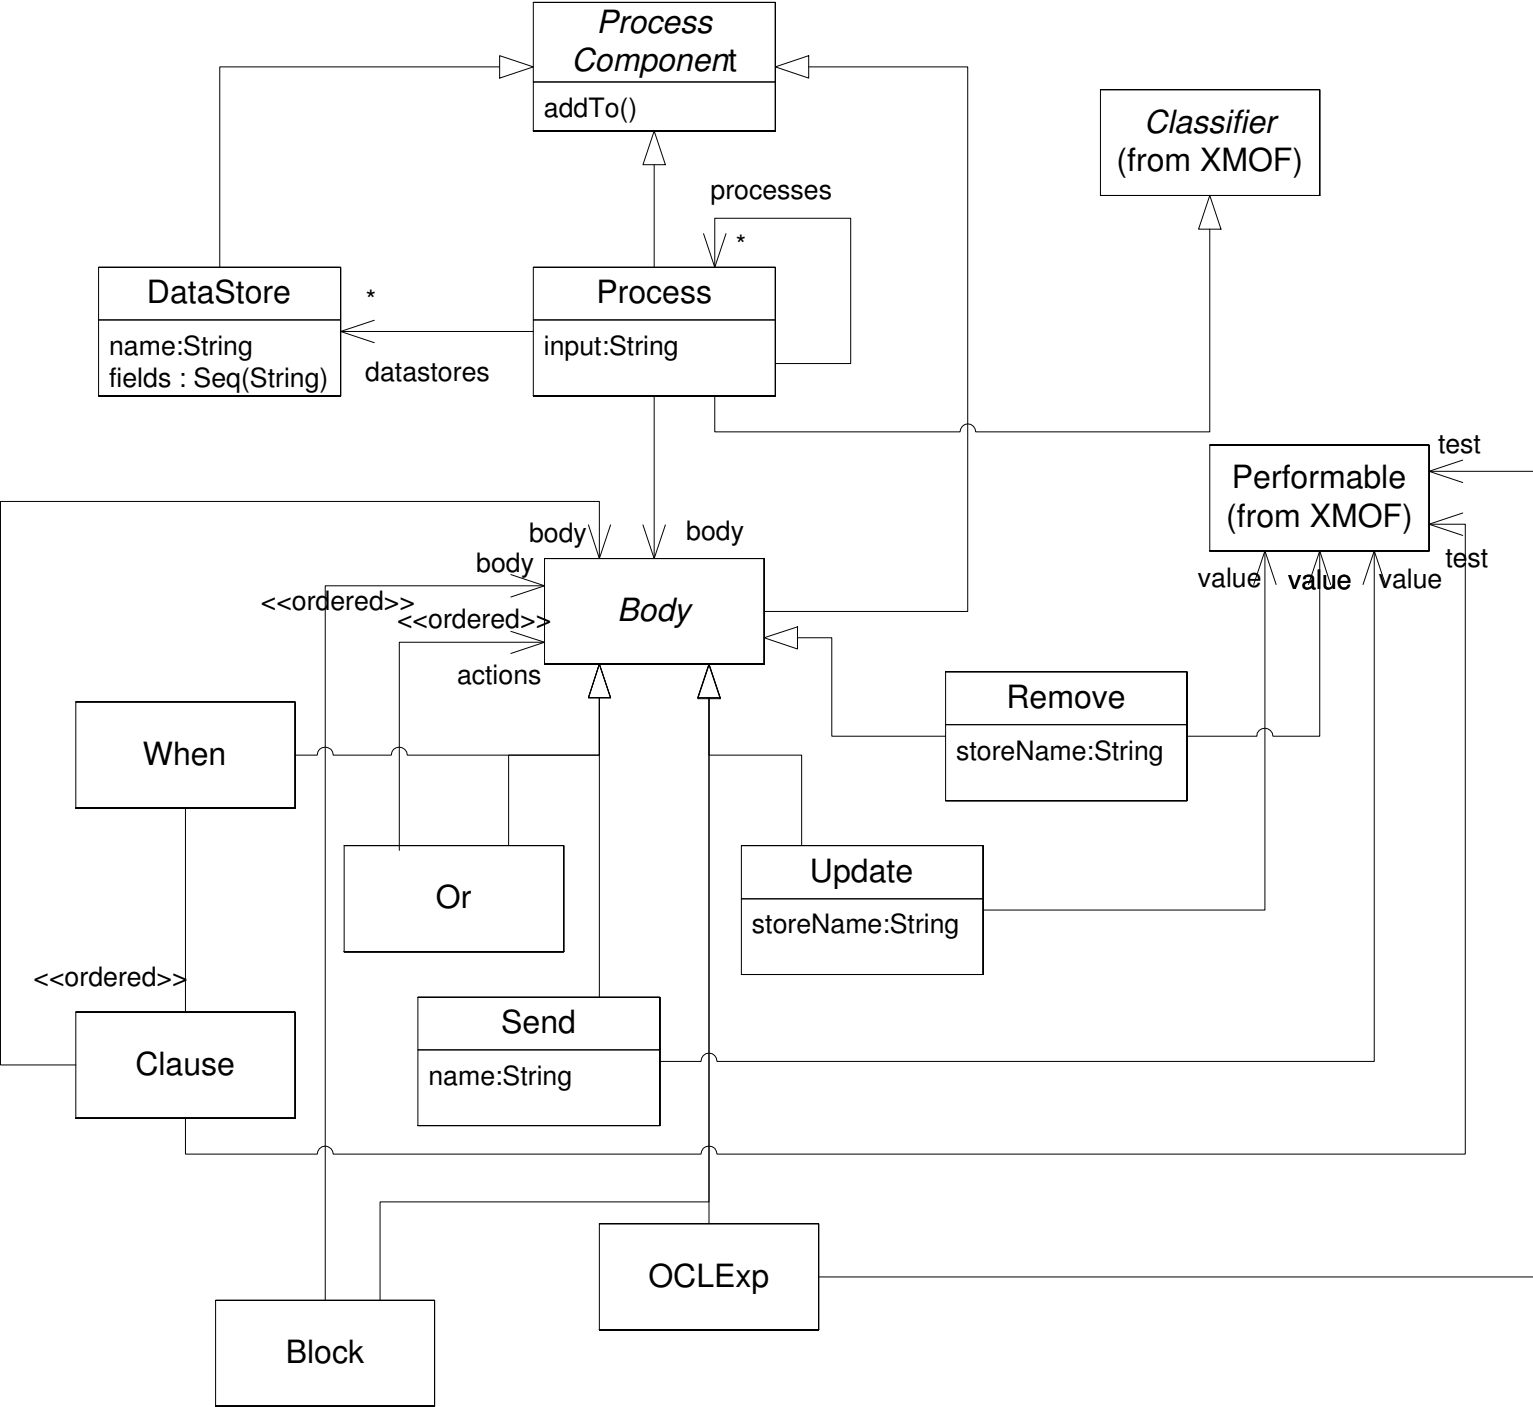 Process
Component
addTo()
Classifier
(from XMOF)
processes
*
DataStore
name:String
fields : Seq(String)
*
datastores
Process
input:String
test
Performable
(from XMOF)
test
value
value
value
body
body
body
<<ordered>>
<<ordered>>
actions
Body
Remove
storeName:String
When
Or
Update
storeName:String
<<ordered>>
Clause
Send
name:String
OCLExp
Block